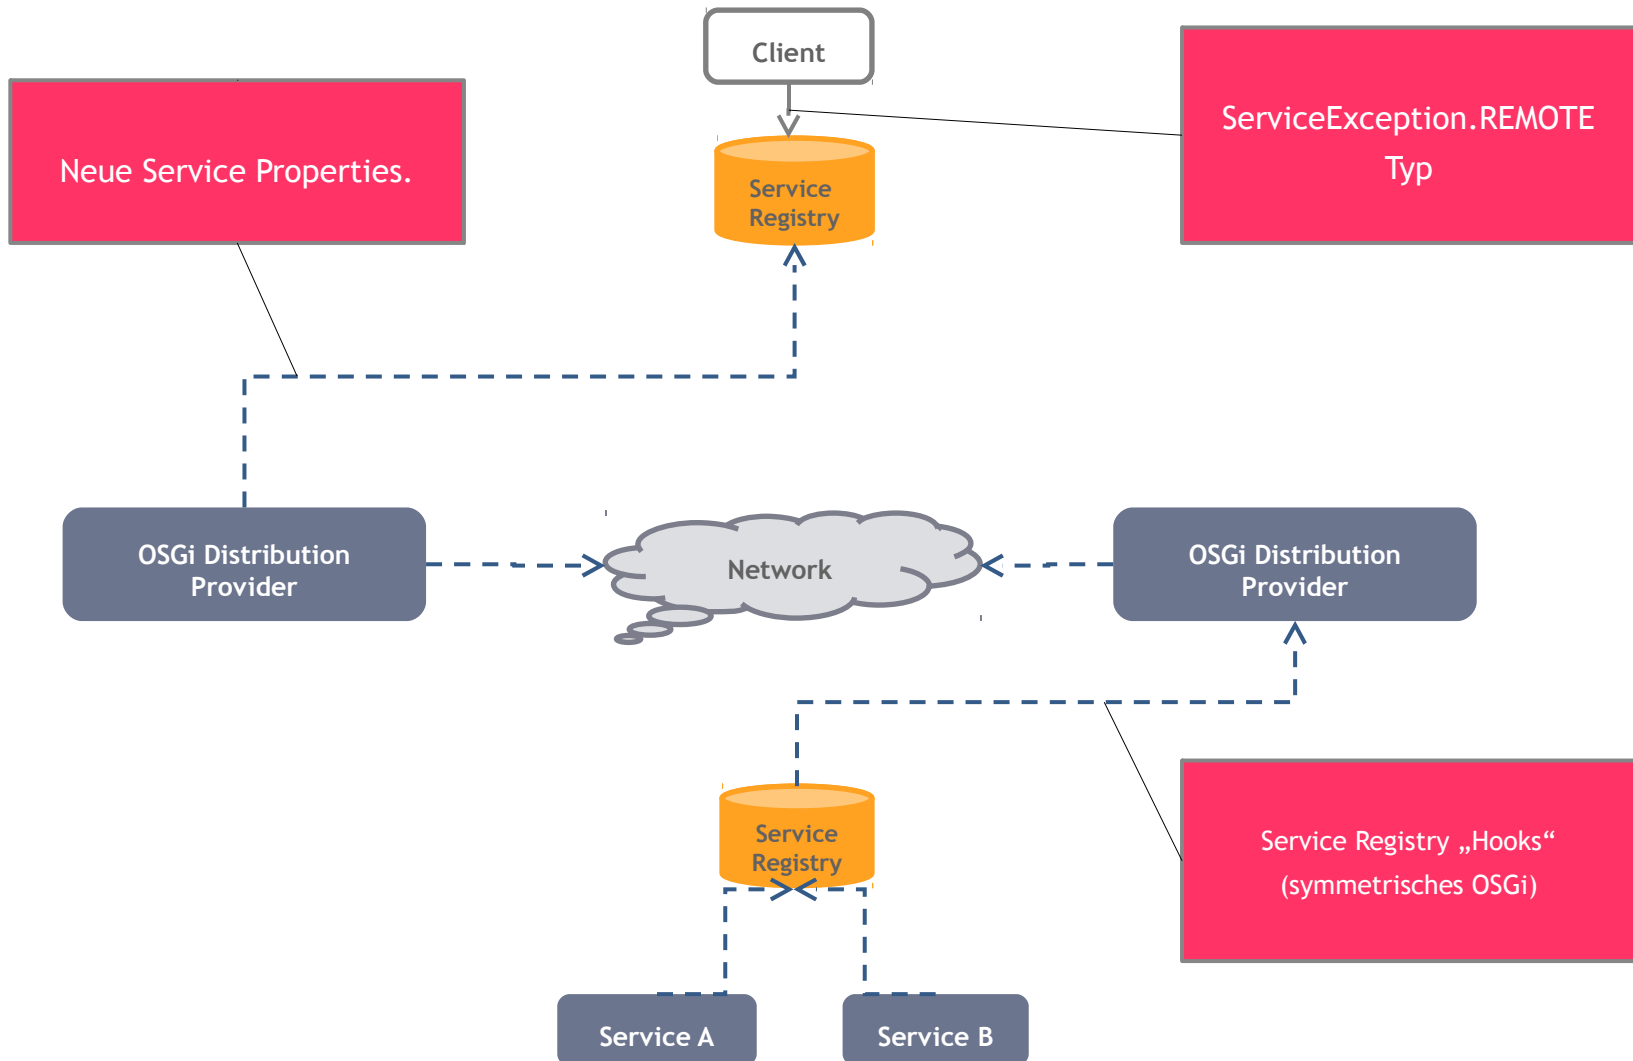 Client
Neue Service Properties.
ServiceException.REMOTE
Typ
Service
Registry
OSGi Distribution
Provider
Network
OSGi Distribution
Provider
Service
Registry
Service Registry „Hooks“
(symmetrisches OSGi)
Service A
Service B